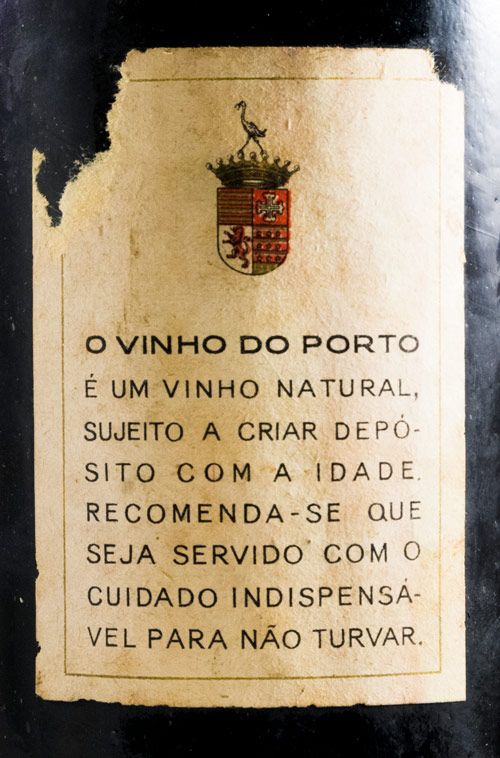 O VINHO DO PORTO
É UM VINHO NATURAL,
SUJEITO A CRIAR DEPÓ-
SITO COM A IDADE.
RECOMENDA-SE QUE
SEJA SERVIDO COM O
CUIDADO INDISPENSÁ-
VEL PARA NÃO TURVAR.